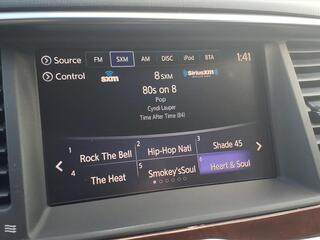 Source FM SXM AM DISC iPod BTA 1:41
Control sxm 8 SXM SiriusXM
80s on 8
Pop
Cyndi Lauper
Time After Time (84)
1 Rock The Bell 2 Hip-Hop Nati 3 Shade 45
4 The Heat 5 Smokey'sSoul 6 Heart & Soul